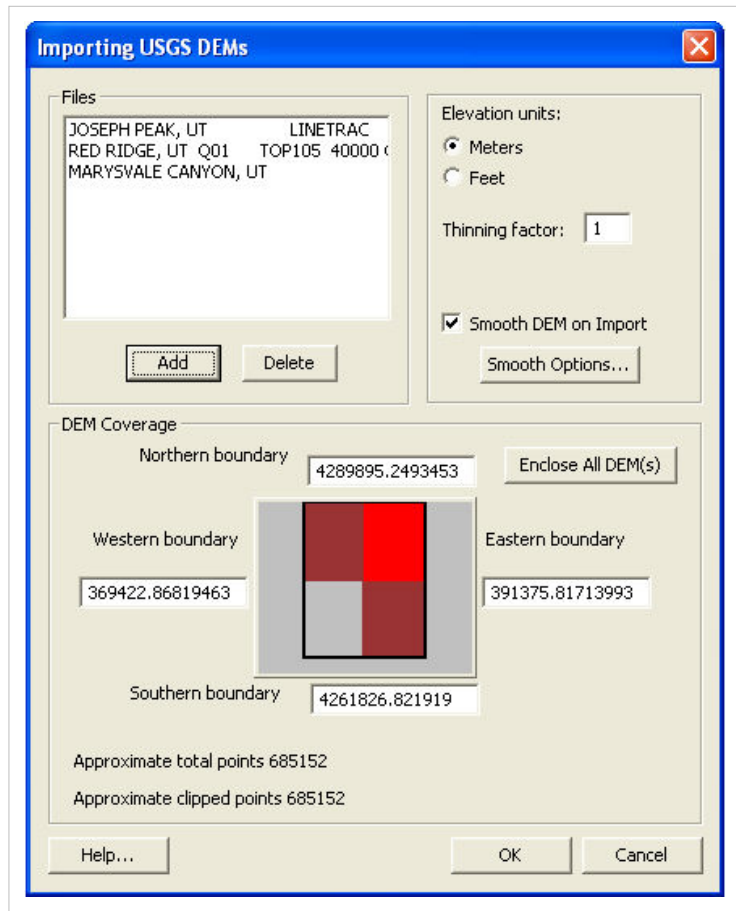 Importing USGS DEMs
Files
JOSEPH PEAK, UT LINETRAC
RED RIDGE, UT Q01 TOP105 40000
MARYSVALE CANYON, UT
Add
Delete
Elevation units:
Meters
Feet
Thinning factor: 1
Smooth DEM on Import
Smooth Options...
DEM Coverage
Northern boundary
4289895.2493453
Enclose All DEM(s)
Western boundary
369422.86819463
Eastern boundary
391375.81713993
Southern boundary
4261826.821919
Approximate total points 685152
Approximate clipped points 685152
Help...
OK
Cancel